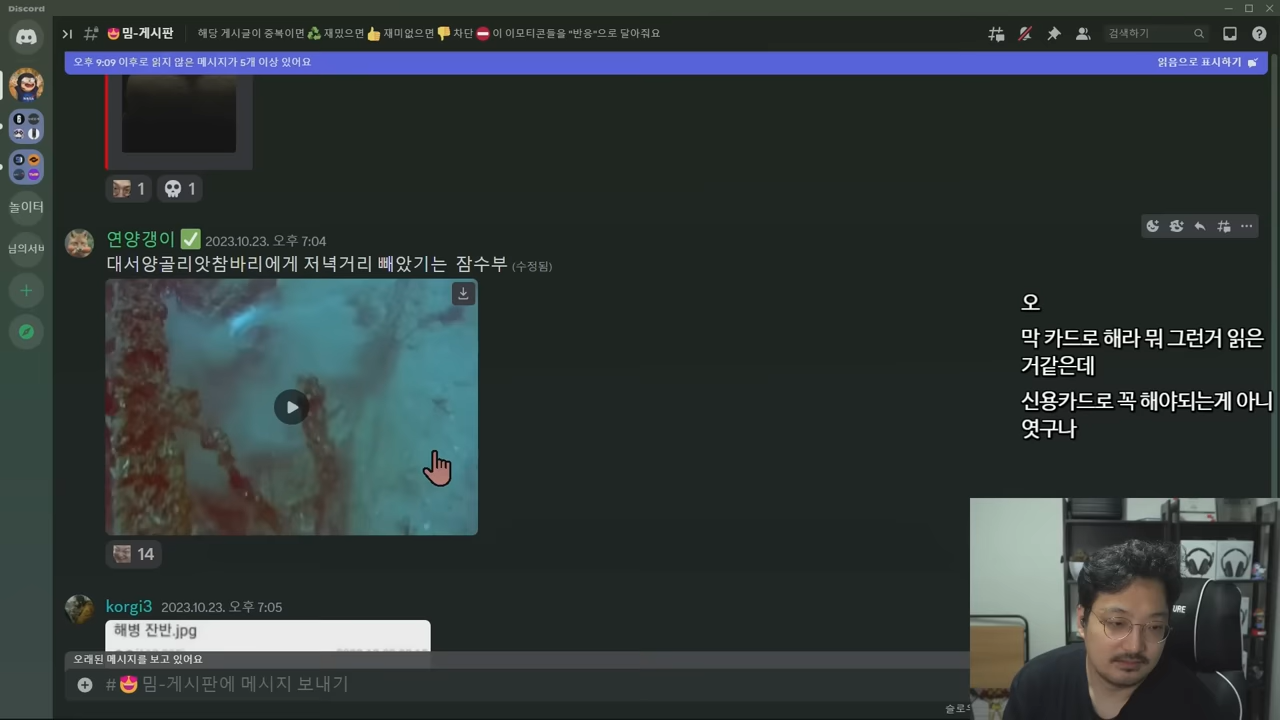 Discord
밈-게시판
해당 게시글이 중복이면 재밌으면 재미없으면 차단 이 이모티콘들을 "반응"으로 달아줘요
검색하기
오후 9:09 이후로 읽지 않은 메시지가 5개 이상 있어요
읽음으로 표시하기
1 1
놀이터
님의서버
연양갱이 2023.10.23. 오후 7:04
대서양골리앗참바리에게 저녁거리 빼았기는 잠수부 (수정됨)
오
막 카드로 해라 뭐 그런거 읽은
거같은데
신용카드로 꼭 해야되는게 아니
엿구나
14
korgi3 2023.10.23. 오후 7:05
해병 잔반.jpg
오래된 메시지를 보고 있어요
#밈-게시판에 메시지 보내기
URE